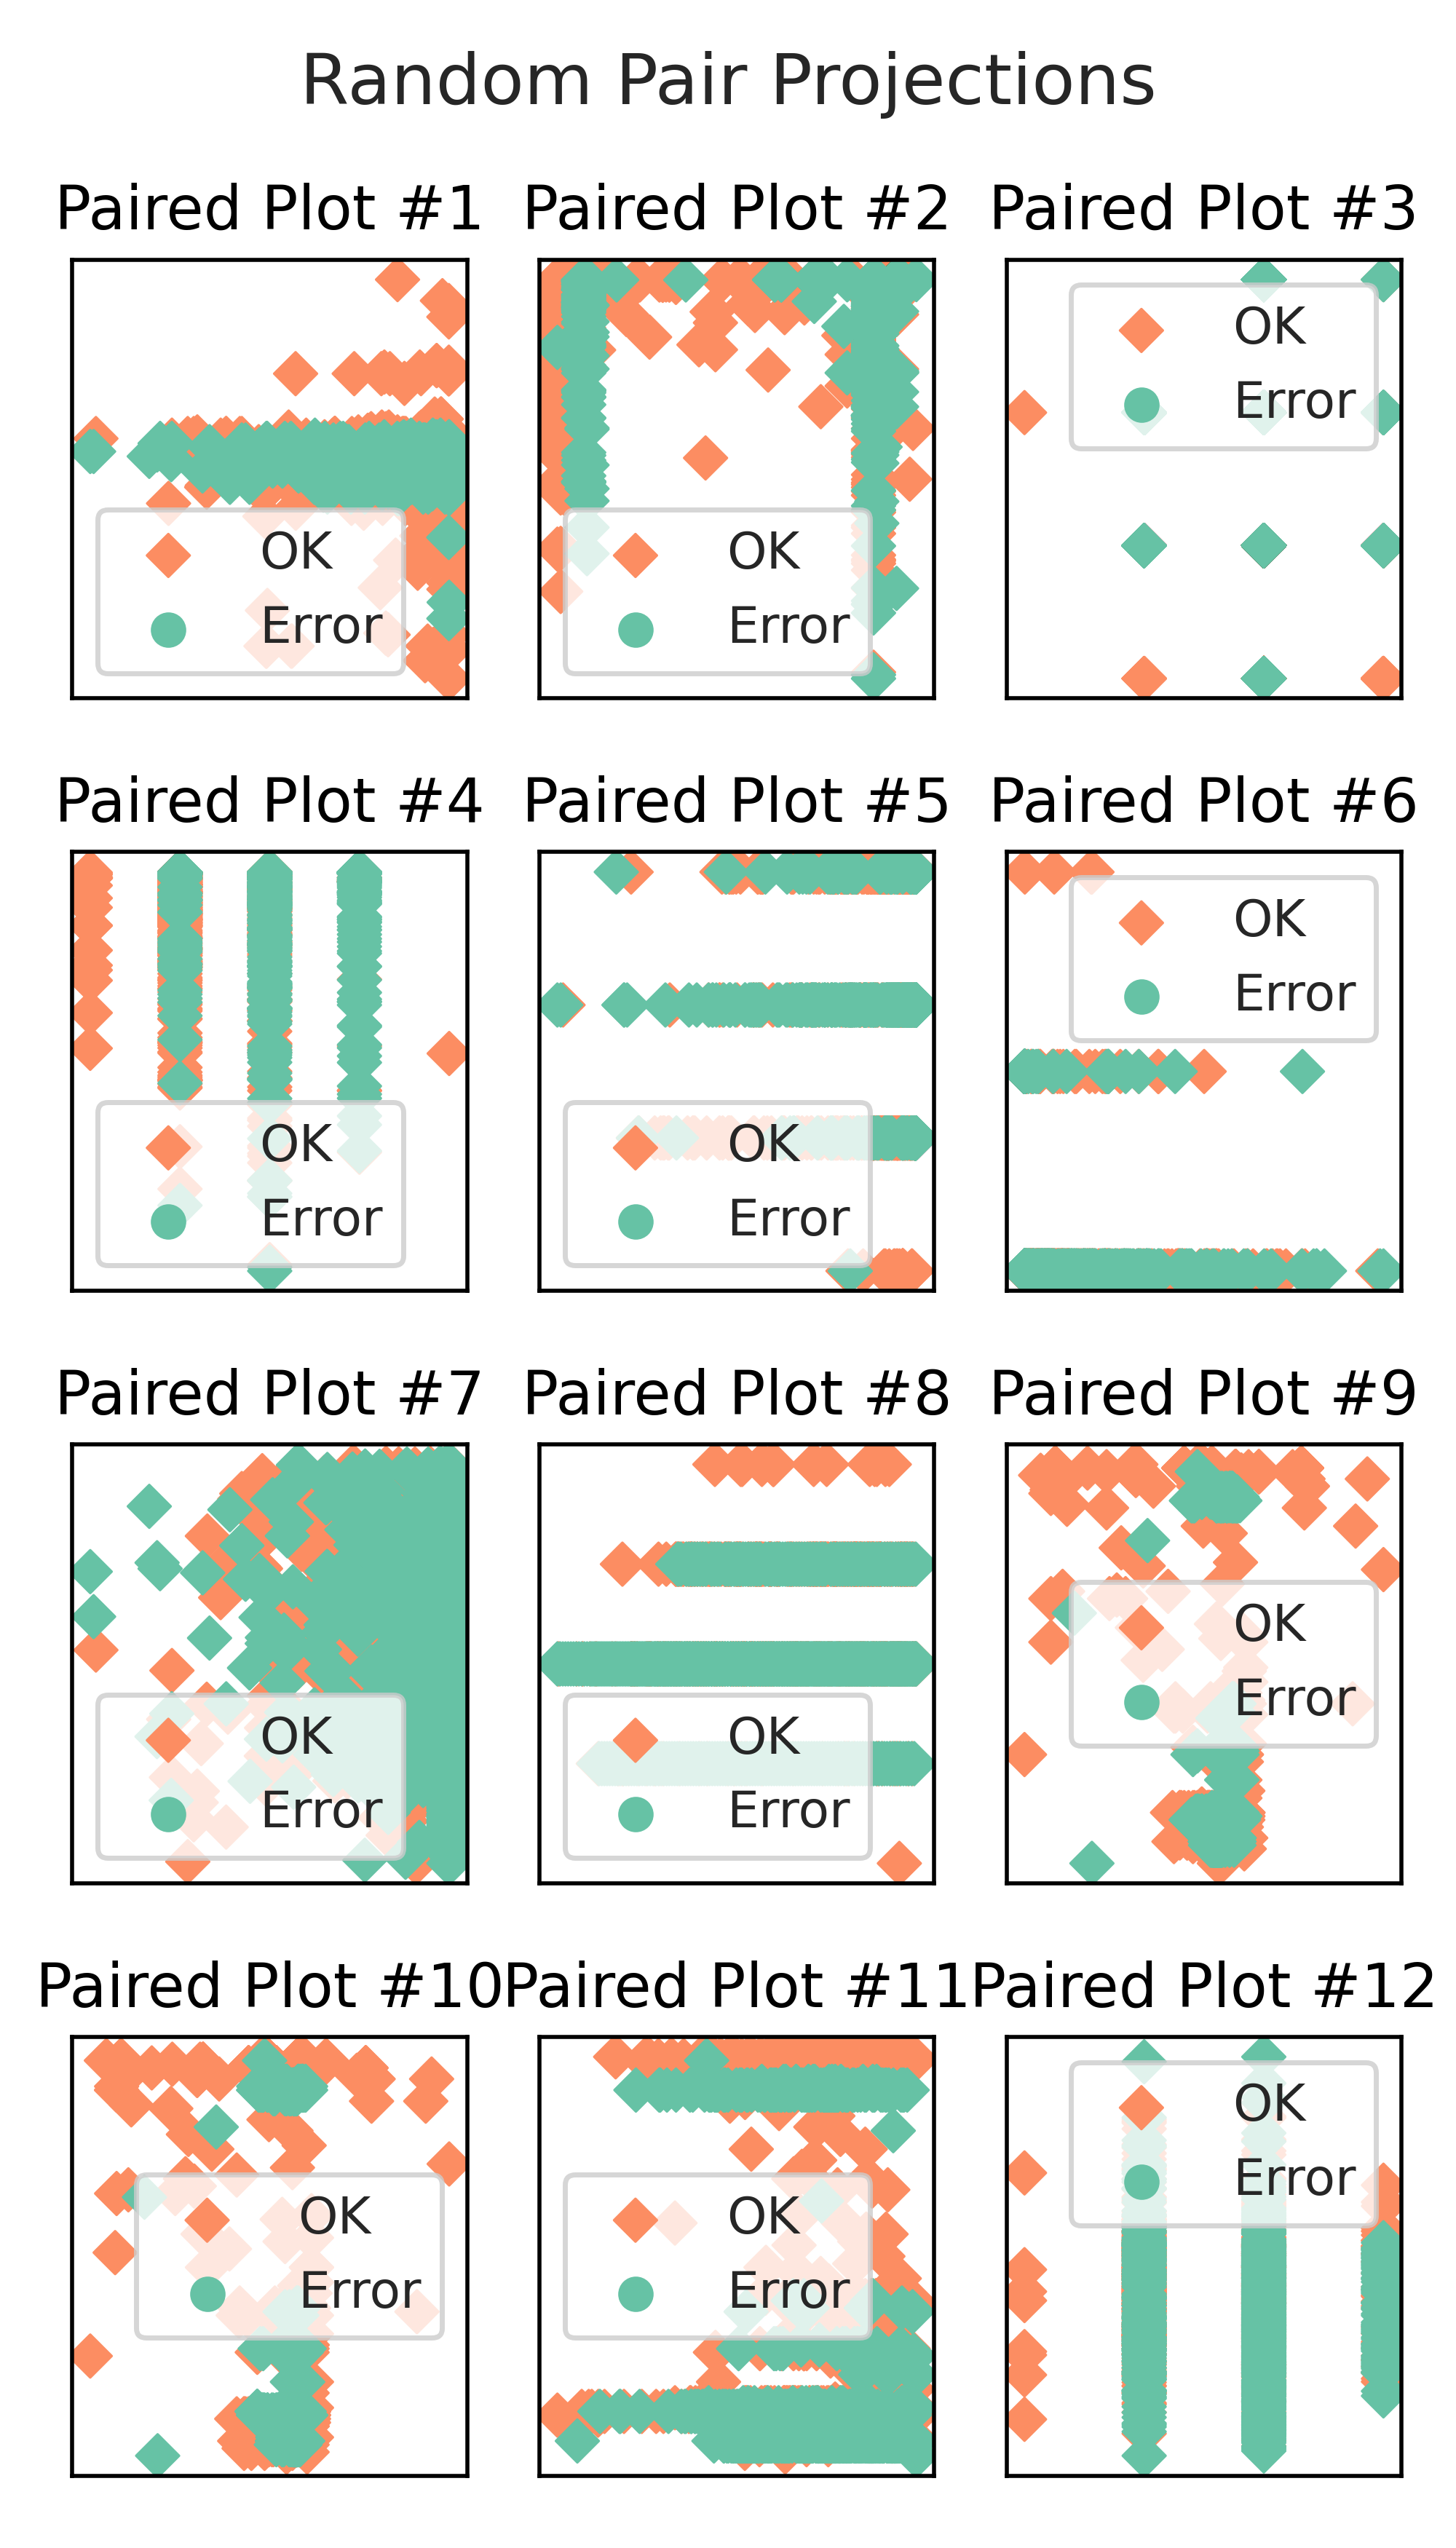 Random Pair Projections
Paired Plot #1
Paired Plot #2
Paired Plot #3
OK
Error
OK
Error
OK
Error
Paired Plot #4
Paired Plot #5
Paired Plot #6
OK
Error
OK
Error
OK
Error
Paired Plot #7
Paired Plot #8
Paired Plot #9
OK
Error
OK
Error
OK
Error
Paired Plot #10
Paired Plot #11
Paired Plot #12
OK
Error
OK
Error
OK
Error